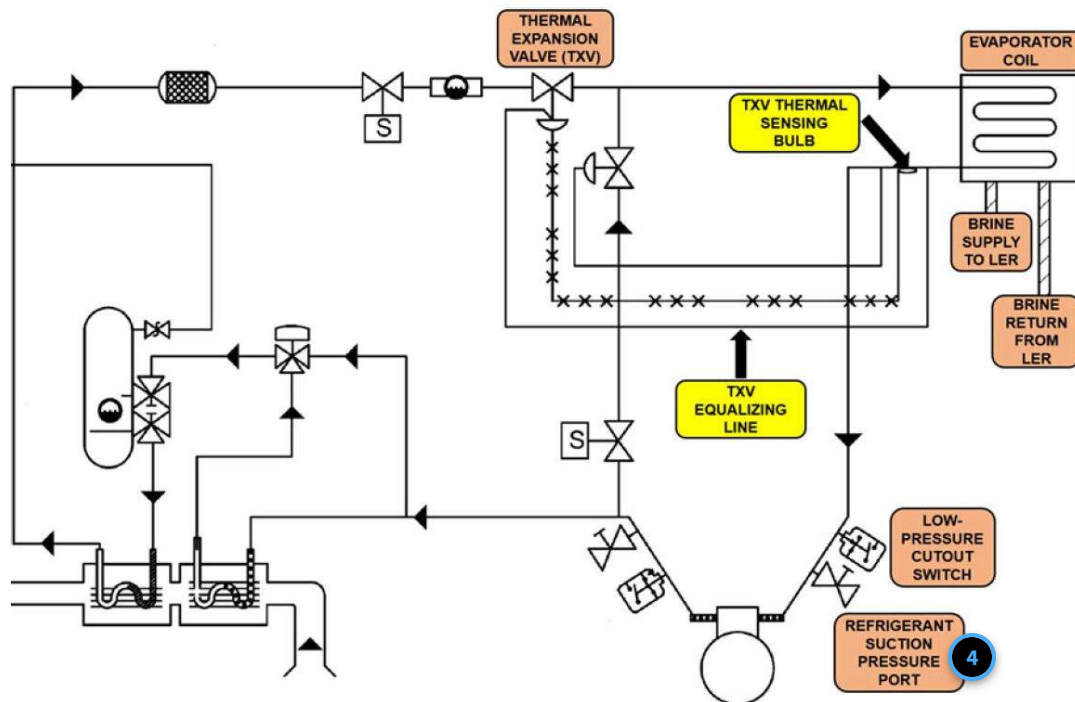 THERMAL
EXPANSION
VALVE (TXV)
EVAPORATOR
COIL
S
TXV THERMAL
SENSING
BULB
BRINE
SUPPLY
TO LER
BRINE
RETURN
FROM
LER
TXV
EQUALIZING
LINE
S
LOW-
PRESSURE
CUTOUT
SWITCH
REFRIGERANT
SUCTION
PRESSURE
PORT
4